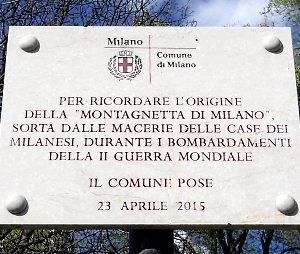 Milano
Comune
di Milano
PER RICORDARE L'ORIGINE
DELLA "MONTAGNETTA DI MILANO",
SORTA DALLE MACERIE DELLE CASE DEI
MILANESI, DURANTE I BOMBARDAMENTI
DELLA II GUERRA MONDIALE
IL COMUNE POSE
23 APRILE 2015